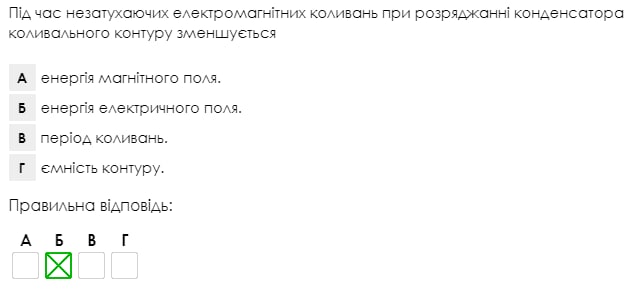 Під час незатухаючих електромагнітних коливань при розряджанні конденсатора
коливального контуру зменшується
А енергія магнітного поля.
Б енергія електричного поля.
В період коливань.
Г ємність контуру.
Правильна відповідь:
А Б В Г